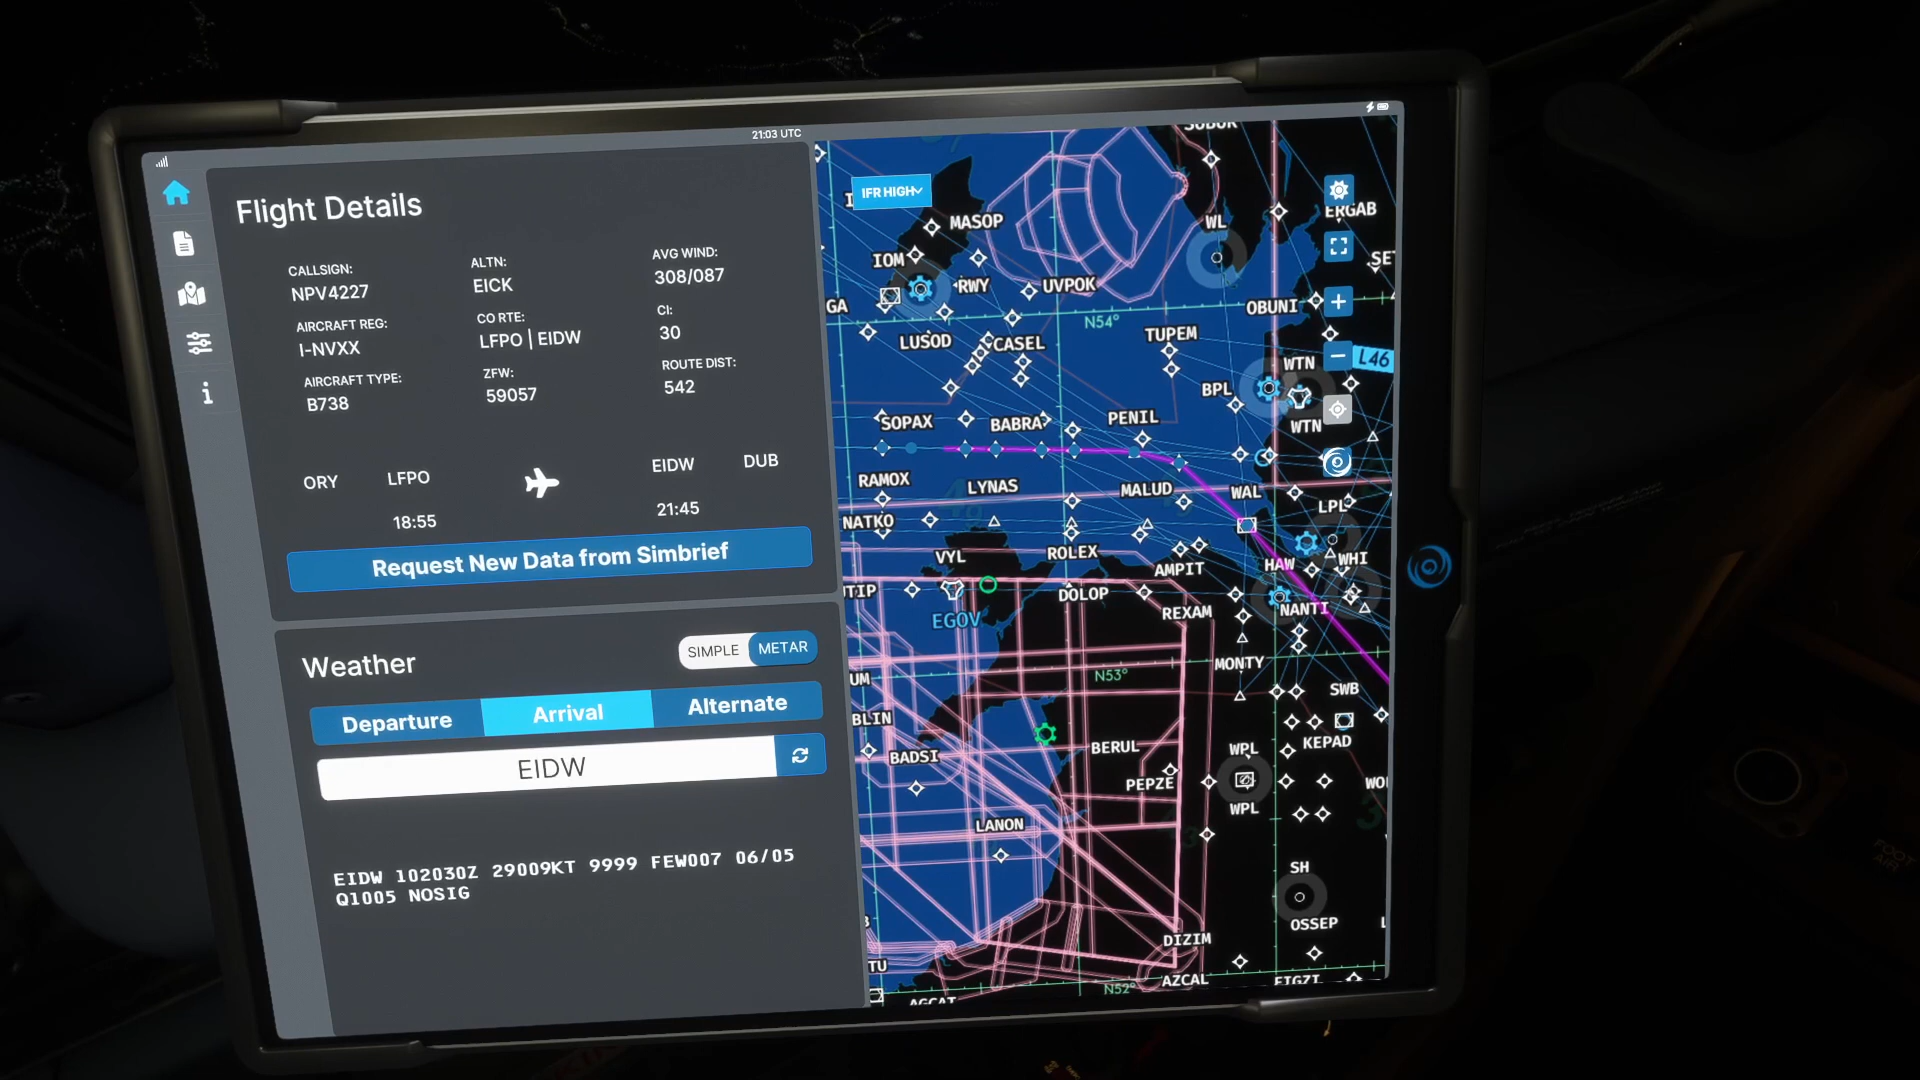 21:03 UTC
Flight Details
CALLSIGN:
NPV4227
ALTN:
EICK
AVG WIND:
308/087
AIRCRAFT REG:
I-NVXX
CO RTE:
LFPO | EIDW
CI:
30
AIRCRAFT TYPE:
B738
ZFW:
59057
ROUTE DIST:
542
ORY
LFPO
EIDW
DUB
18:55
21:45
Request New Data from Simbrief
Weather
SIMPLE
METAR
Departure
Arrival
Alternate
EIDW
EIDW 102030Z 29009KT 9999 FEW007 06/05
Q1005 NOSIG
IFR HIGH
MASOP
WL
ERGAB
IOM
RWY
UVPOK
GA
OBUNI
N54°
LUSOD
CASEL
TUPEM
WTN
L46
BPL
WTN
SOPAX
BABRA
PENIL
RAMOX
LYNAS
MALUD
WAL
LPL
NATKO
VYL
ROLEX
AMPIT
HAW
WHI
DOLOP
EGOV
REXAM
NANTI
N53°
MONTY
UM
SWB
BLIN
BADSI
BERUL
WPL
KEPAD
PEPZE
WPL
LANON
SH
OSSEP
DIZIM
TU
AZCAL
N52°
FOOT
AIR